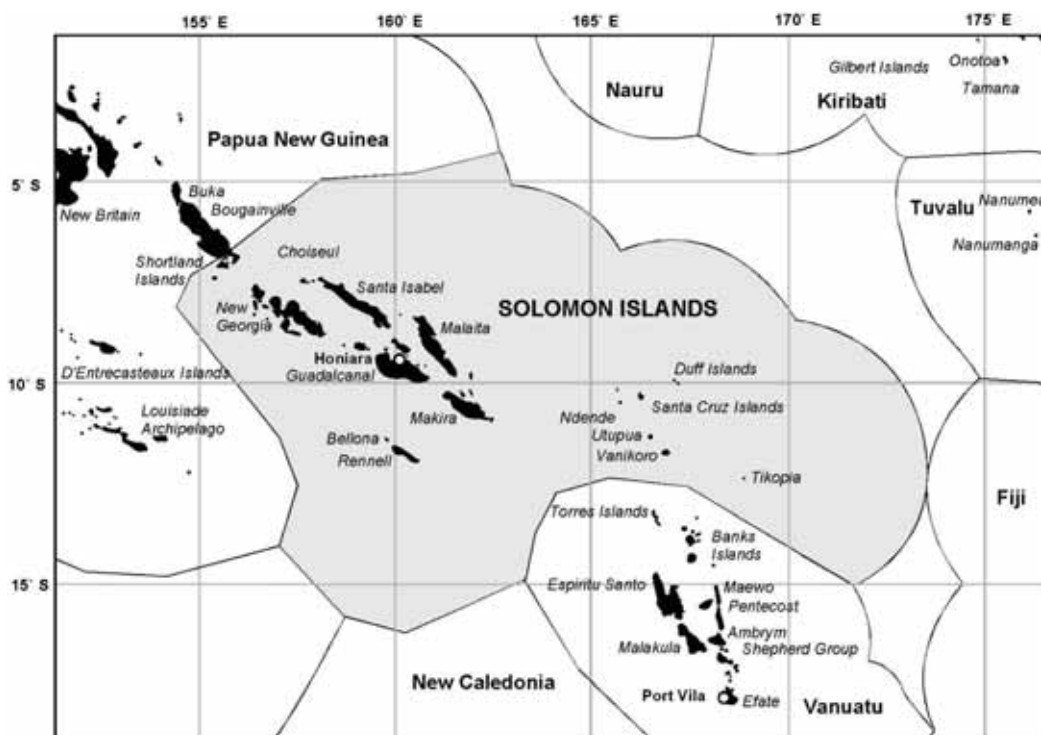 155° E
160° E
165° E
170° E
175° E
Gilbert Islands
Onotoa
Tamana
Nauru
Kiribati
Papua New Guinea
5° S
Buka
Bougainville
New Britain
Tuvalu
Nanumea
Nanumanga
Shortland
Islands
Choiseul
Santa Isabel
New
Georgia
SOLOMON ISLANDS
Malaita
Honiara
Guadalcanal
D'Entrecasteaux Islands
10° S
Duff Islands
Louisiade
Archipelago
Makira
Ndende
Santa Cruz Islands
Utupua
Vanikoro
Bellona
Rennell
Tikopia
Fiji
Torres Islands
Banks
Islands
15° S
Espiritu Santo
Maewo
Pentecost
Ambrym
Malakula
Shepherd Group
New Caledonia
Port Vila
Efate
Vanuatu